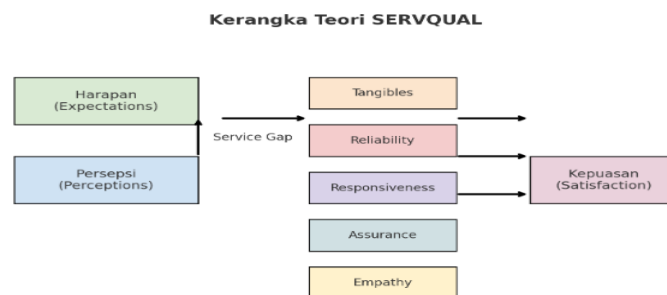 Kerangka Teori SERVQUAL
Harapan
(Expectations)
Persepsi
(Perceptions)
Service Gap
Tangibles
Reliability
Responsiveness
Assurance
Empathy
Kepuasan
(Satisfaction)